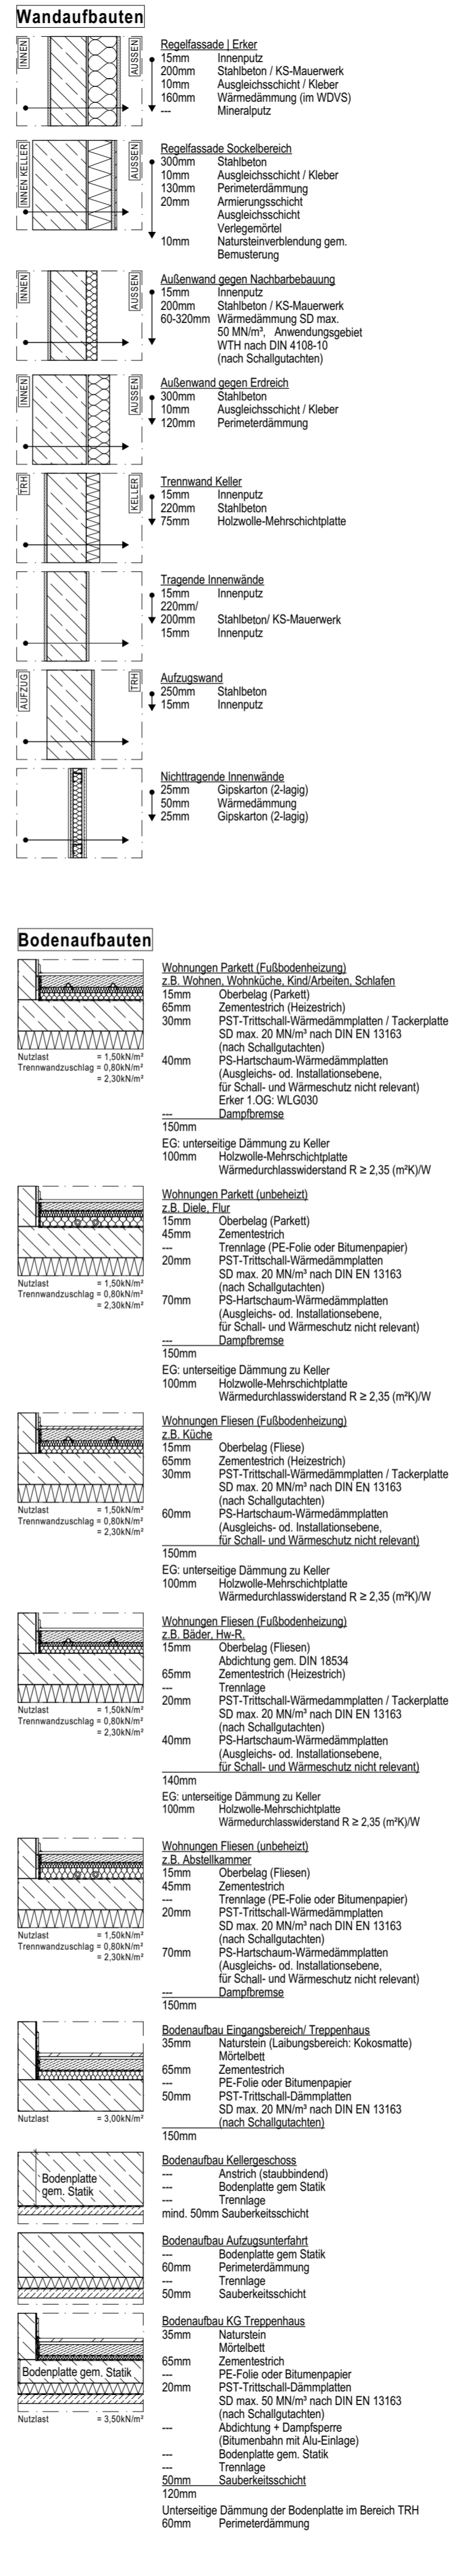 Wandaufbauten
INNEN
AUSSEN
Regelfassade | Erker
15mm Innenputz
200mm Stahlbeton / KS-Mauerwerk
10mm Ausgleichsschicht / Kleber
160mm Wärmedämmung (im WDVS)
--- Mineralputz
INNEN KELLER
AUSSEN
Regelfassade Sockelbereich
300mm Stahlbeton
10mm Ausgleichsschicht / Kleber
130mm Perimeterdämmung
20mm Armierungsschicht
Ausgleichsschicht
Verlegemörtel
10mm Natursteinverblendung gem.
Bemusterung
INNEN
AUSSEN
Außenwand gegen Nachbarbebauung
15mm Innenputz
200mm Stahlbeton / KS-Mauerwerk
60-320mm Wärmedämmung SD max.
50 MN/m³, Anwendungsgebiet
WTH nach DIN 4108-10
(nach Schallgutachten)
INNEN
AUSSEN
Außenwand gegen Erdreich
300mm Stahlbeton
10mm Ausgleichsschicht / Kleber
120mm Perimeterdämmung
TRH
KELLER
Trennwand Keller
15mm Innenputz
220mm Stahlbeton
75mm Holzwolle-Mehrschichtplatte
Tragende Innenwände
15mm Innenputz
220mm/
200mm Stahlbeton/ KS-Mauerwerk
15mm Innenputz
AUFZUG
TRH
Aufzugswand
250mm Stahlbeton
15mm Innenputz
Nichttragende Innenwände
25mm Gipskarton (2-lagig)
50mm Wärmedämmung
25mm Gipskarton (2-lagig)
Bodenaufbauten
Wohnungen Parkett (Fußbodenheizung)
z.B. Wohnen, Wohnküche, Kind/Arbeiten, Schlafen
15mm Oberbelag (Parkett)
65mm Zementestrich (Heizestrich)
30mm PST-Trittschall-Wärmedämmplatten / Tackerplatte
SD max. 20 MN/m³ nach DIN EN 13163
(nach Schallgutachten)
40mm PS-Hartschaum-Wärmedämmplatten
(Ausgleichs- od. Installationsebene,
für Schall- und Wärmeschutz nicht relevant)
Erker 1.OG: WLG030
--- Dampfbremse
150mm
EG: unterseitige Dämmung zu Keller
100mm Holzwolle-Mehrschichtplatte
Wärmedurchlasswiderstand R ≥ 2,35 (m²K)/W
Nutzlast = 1,50kN/m²
Trennwandzuschlag = 0,80kN/m²
= 2,30kN/m²
Wohnungen Parkett (unbeheizt)
z.B. Diele, Flur
15mm Oberbelag (Parkett)
45mm Zementestrich
--- Trennlage (PE-Folie oder Bitumenpapier)
20mm PST-Trittschall-Wärmedämmplatten
SD max. 20 MN/m³ nach DIN EN 13163
(nach Schallgutachten)
70mm PS-Hartschaum-Wärmedämmplatten
(Ausgleichs- od. Installationsebene,
für Schall- und Wärmeschutz nicht relevant)
--- Dampfbremse
150mm
EG: unterseitige Dämmung zu Keller
100mm Holzwolle-Mehrschichtplatte
Wärmedurchlasswiderstand R ≥ 2,35 (m²K)/W
Nutzlast = 1,50kN/m²
Trennwandzuschlag = 0,80kN/m²
= 2,30kN/m²
Wohnungen Fliesen (Fußbodenheizung)
z.B. Küche
15mm Oberbelag (Fliese)
65mm Zementestrich (Heizestrich)
30mm PST-Trittschall-Wärmedämmplatten / Tackerplatte
SD max. 20 MN/m³ nach DIN EN 13163
(nach Schallgutachten)
60mm PS-Hartschaum-Wärmedämmplatten
(Ausgleichs- od. Installationsebene,
für Schall- und Wärmeschutz nicht relevant)
150mm
EG: unterseitige Dämmung zu Keller
100mm Holzwolle-Mehrschichtplatte
Wärmedurchlasswiderstand R ≥ 2,35 (m²K)/W
Nutzlast = 1,50kN/m²
Trennwandzuschlag = 0,80kN/m²
= 2,30kN/m²
Wohnungen Fliesen (Fußbodenheizung)
z.B. Bäder, Hw-R.
15mm Oberbelag (Fliesen)
Abdichtung gem. DIN 18534
65mm Zementestrich (Heizestrich)
--- Trennlage
20mm PST-Trittschall-Wärmedammplatten / Tackerplatte
SD max. 20 MN/m³ nach DIN EN 13163
(nach Schallgutachten)
40mm PS-Hartschaum-Wärmedämmplatten
(Ausgleichs- od. Installationsebene,
für Schall- und Wärmeschutz nicht relevant)
140mm
EG: unterseitige Dämmung zu Keller
100mm Holzwolle-Mehrschichtplatte
Wärmedurchlasswiderstand R ≥ 2,35 (m²K)/W
Nutzlast = 1,50kN/m²
Trennwandzuschlag = 0,80kN/m²
= 2,30kN/m²
Wohnungen Fliesen (unbeheizt)
z.B. Abstellkammer
15mm Oberbelag (Fliesen)
45mm Zementestrich
--- Trennlage (PE-Folie oder Bitumenpapier)
20mm PST-Trittschall-Wärmedämmplatten
SD max. 20 MN/m³ nach DIN EN 13163
(nach Schallgutachten)
70mm PS-Hartschaum-Wärmedämmplatten
(Ausgleichs- od. Installationsebene,
für Schall- und Wärmeschutz nicht relevant)
--- Dampfbremse
150mm
Nutzlast = 1,50kN/m²
Trennwandzuschlag = 0,80kN/m²
= 2,30kN/m²
Bodenaufbau Eingangsbereich/ Treppenhaus
35mm Naturstein (Laibungsbereich: Kokosmatte)
Mörtelbett
65mm Zementestrich
--- PE-Folie oder Bitumenpapier
50mm PST-Trittschall-Dämmplatten
SD max. 20 MN/m³ nach DIN EN 13163
(nach Schallgutachten)
150mm
Nutzlast = 3,00kN/m²
Bodenaufbau Kellergeschoss
--- Anstrich (staubbindend)
--- Bodenplatte gem Statik
--- Trennlage
mind. 50mm Sauberkeitsschicht
Bodenplatte
gem. Statik
Bodenaufbau Aufzugsunterfahrt
--- Bodenplatte gem Statik
60mm Perimeterdämmung
--- Trennlage
50mm Sauberkeitsschicht
Bodenaufbau KG Treppenhaus
35mm Naturstein
Mörtelbett
65mm Zementestrich
--- PE-Folie oder Bitumenpapier
20mm PST-Trittschall-Dämmplatten
SD max. 50 MN/m³ nach DIN EN 13163
(nach Schallgutachten)
--- Abdichtung + Dampfsperre
(Bitumenbahn mit Alu-Einlage)
--- Bodenplatte gem. Statik
--- Trennlage
50mm Sauberkeitsschicht
120mm
Bodenplatte gem. Statik
Nutzlast = 3,50kN/m²
Unterseitige Dämmung der Bodenplatte im Bereich TRH
60mm Perimeterdämmung